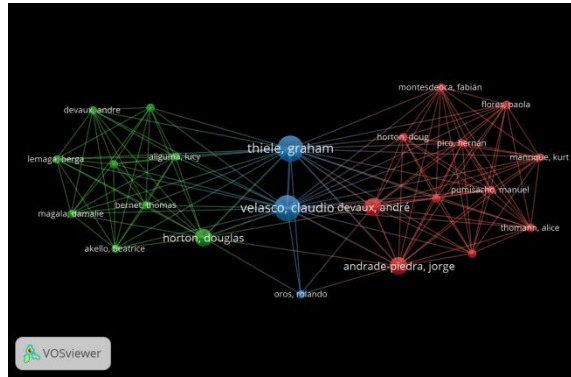 montesdeoca, fabián
devaux, andre
flores, paola
horton, doug
pico, hernán
thiele, graham
lemaga, berga
aliguma, lucy
manrique, kurt
pumisacho, manuel
bernet, thomas
velasco, claudio
devaux, andré
magala, damalie
thomann, alice
horton, douglas
akello, beatrice
andrade-piedra, jorge
oros, rolando
VOSviewer